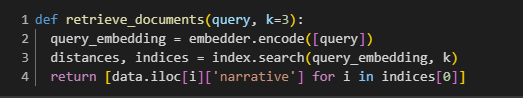 1 def retrieve_documents(query, k=3):
2   query_embedding = embedder.encode([query])
3   distances, indices = index.search(query_embedding, k)
4   return [data.iloc[i]['narrative'] for i in indices[0]]